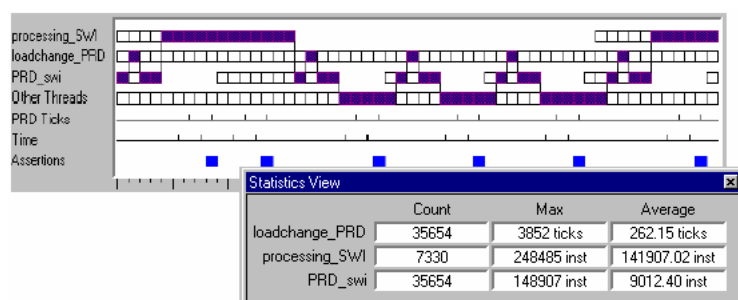 processing_SWI
loadchange_PRD
PRD_swi
Other Threads
PRD Ticks
Time
Assertions
Statistics View
Count Max Average
loadchange_PRD 35654 3852 ticks 262.15 ticks
processing_SWI 7330 248485 inst 141907.02 inst
PRD_swi 35654 148907 inst 9012.40 inst